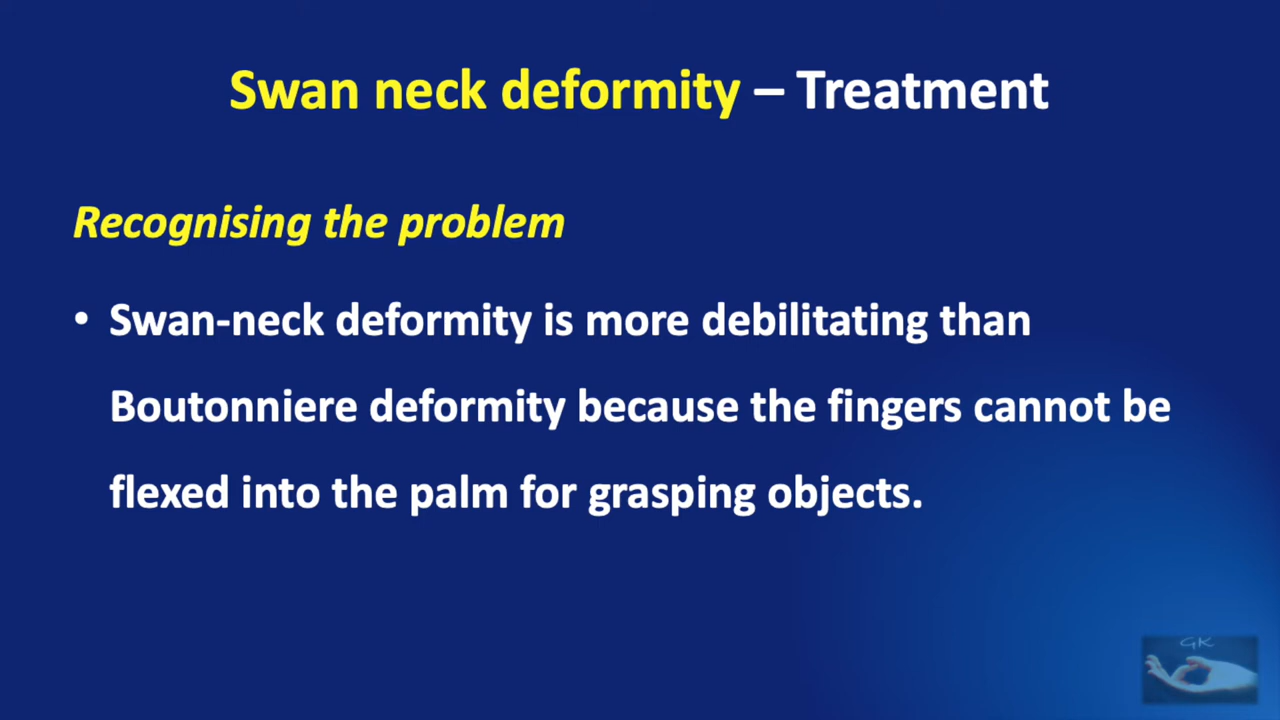 Swan neck deformity – Treatment
Recognising the problem
• Swan-neck deformity is more debilitating than
Boutonniere deformity because the fingers cannot be
flexed into the palm for grasping objects.
GK